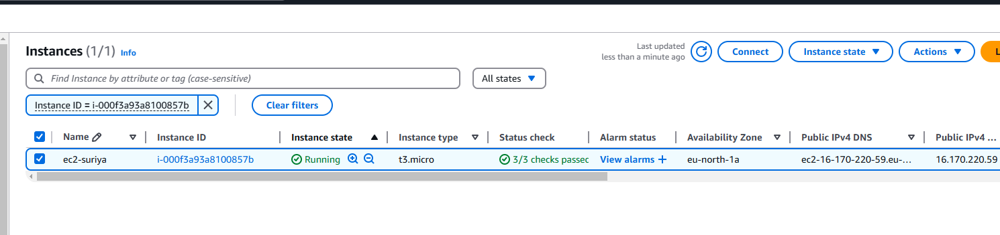 Instances (1/1) Info
Last updated
less than a minute ago
Connect
Instance state
Actions
Find Instance by attribute or tag (case-sensitive)
All states
Instance ID = i-000f3a93a8100857b
Clear filters
Name Instance ID Instance state Instance type Status check Alarm status Availability Zone Public IPv4 DNS Public IPv4 ...
ec2-suriya i-000f3a93a8100857b Running t3.micro 3/3 checks passec View alarms + eu-north-1a ec2-16-170-220-59.eu-... 16.170.220.59